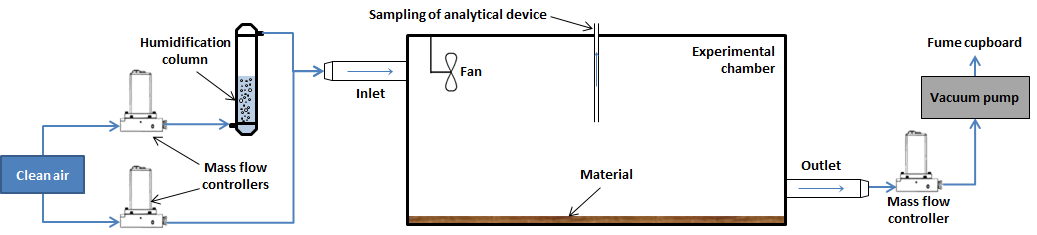 Sampling of analytical device
Humidification
column
Experimental
chamber
Fume cupboard
Fan
Inlet
Vacuum pump
Clean air
Mass flow
controllers
Material
Outlet
Mass flow
controller